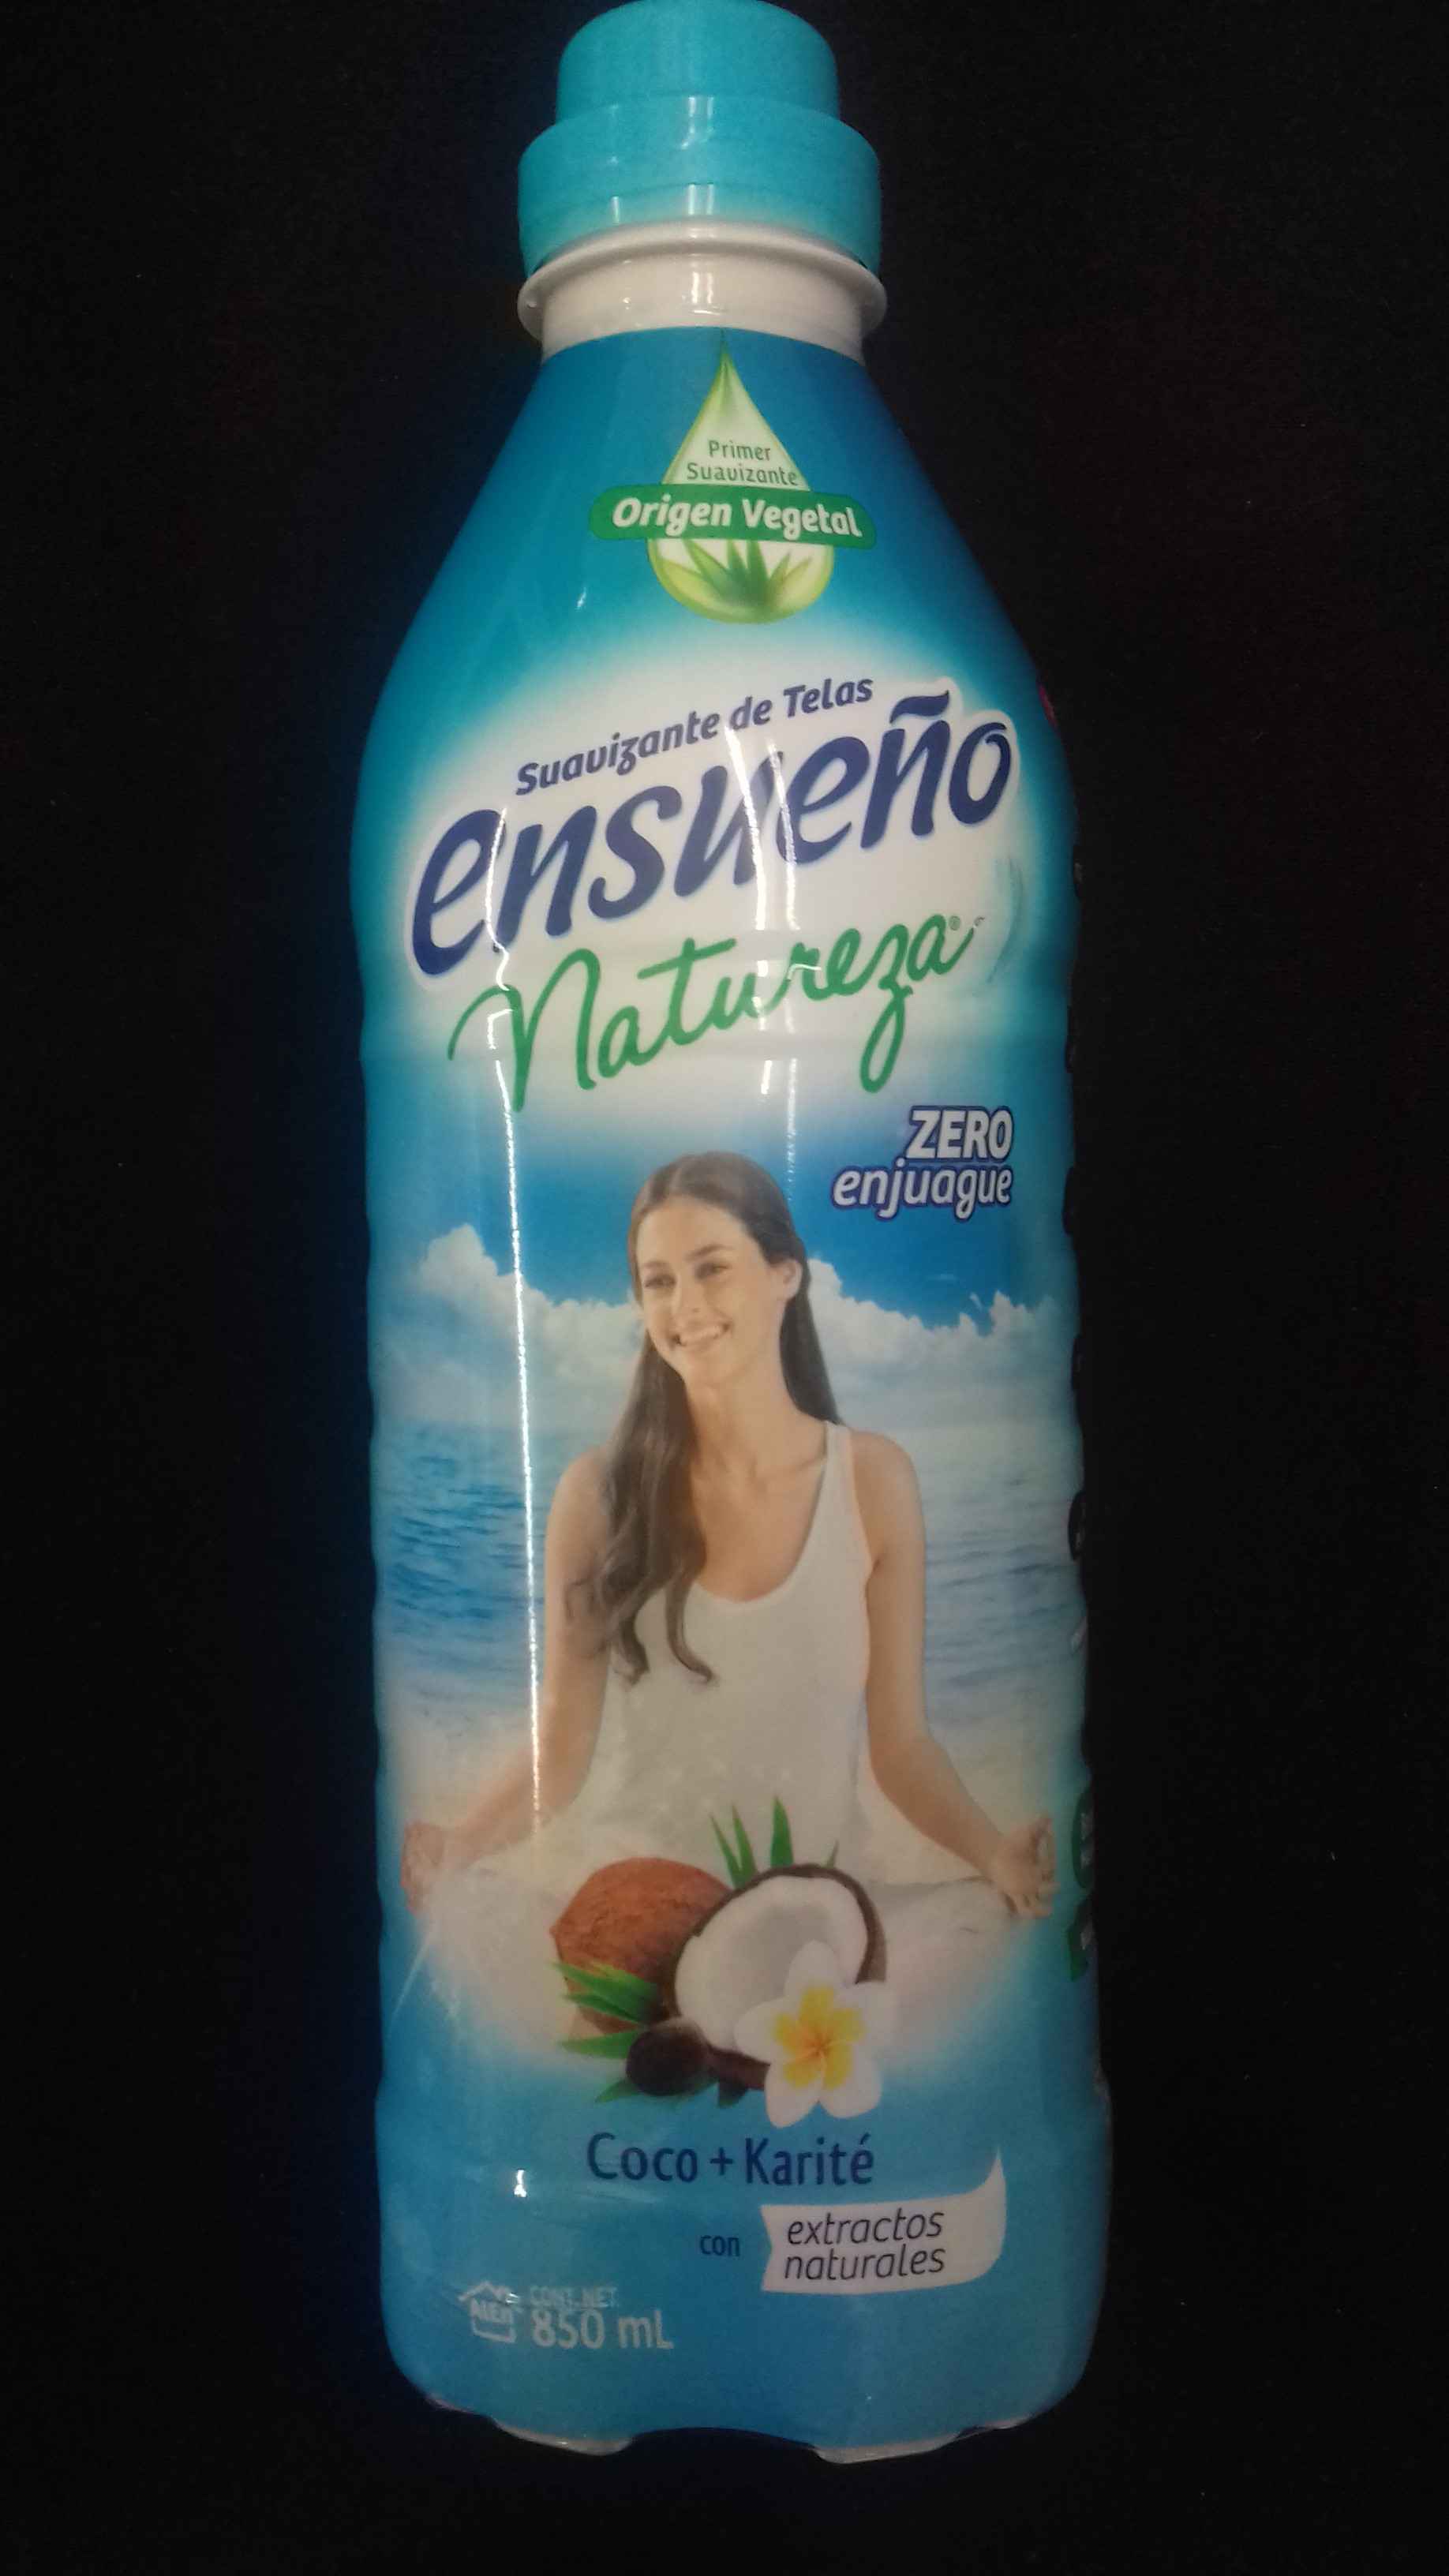 Primer
Suavizante
Origen Vegetal
Suavizante de Telas
ensueño
Natureza®
ZERO
enjuague
Coco + Karité
con
extractos
naturales
ALEN
CONT. NET.
850 mL